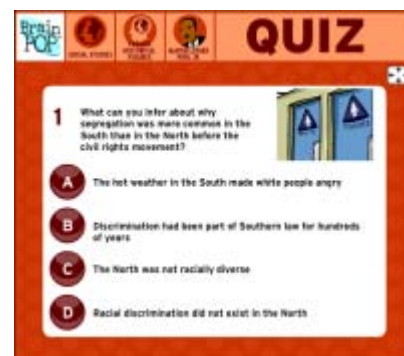 Brain
POP
QUIZ
SOCIAL STUDIES
1
What can you infer about why
segregation was more common in the
South than in the North before the
civil rights movement?
A
The hot weather in the South made white people angry
B
Discrimination had been part of Southern law for hundreds
of years
C
The North was not racially diverse
D
Racial discrimination did not exist in the North